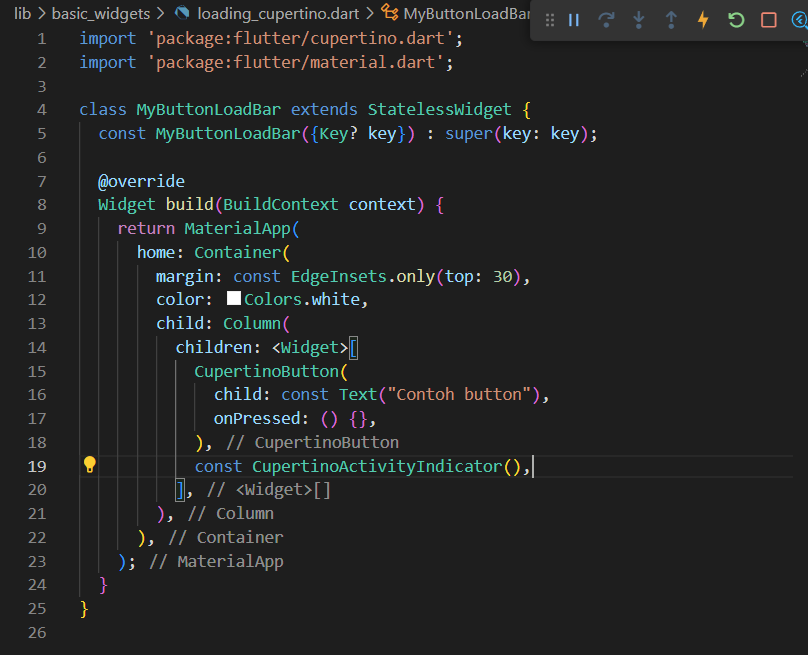 lib > basic_widgets > loading_cupertino.dart > MyButtonLoadBar
1 import 'package:flutter/cupertino.dart';
2 import 'package:flutter/material.dart';
3
4 class MyButtonLoadBar extends StatelessWidget {
5   const MyButtonLoadBar({Key? key}) : super(key: key);
6
7   @override
8   Widget build(BuildContext context) {
9     return MaterialApp(
10       home: Container(
11         margin: const EdgeInsets.only(top: 30),
12         color: Colors.white,
13         child: Column(
14           children: <Widget>[
15             CupertinoButton(
16               child: const Text("Contoh button"),
17               onPressed: () {},
18             ), // CupertinoButton
19             const CupertinoActivityIndicator(),
20           ], // <Widget>[]
21         ), // Column
22       ), // Container
23     ); // MaterialApp
24   }
25 }
26